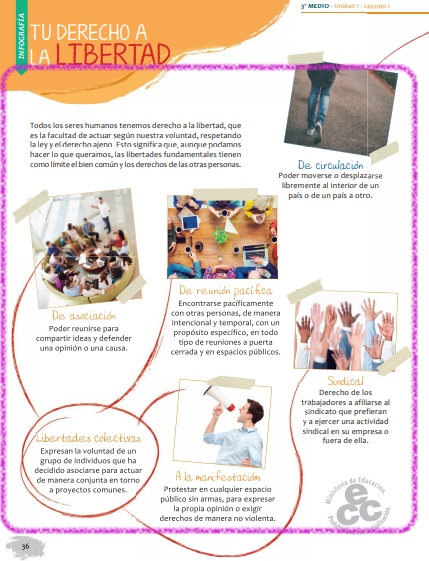 3° MEDIO - Unidad 1 - Lección 1
INFOGRAFÍA
TU DERECHO A
LA LIBERTAD
Todos los seres humanos tenemos derecho a la libertad, que
es la facultad de actuar según nuestra voluntad, respetando
la ley y el derecho ajeno. Esto significa que, aunque podamos
hacer lo que queramos, las libertades fundamentales tienen
como límite el bien común y los derechos de las otras personas.
De circulación
Poder moverse o desplazarse
libremente al interior de un
país o de un país a otro.
De asociación
Poder reunirse para
compartir ideas y defender
una opinión o una causa.
De reunión pacífica
Encontrarse pacíficamente
con otras personas, de manera
intencional y temporal, con un
propósito específico, en todo
tipo de reuniones a puerta
cerrada y en espacios públicos.
Sindical
Derecho de los
trabajadores a afiliarse al
sindicato que prefieran
y a ejercer una actividad
sindical en su empresa o
fuera de ella.
Libertades colectivas
Expresan la voluntad de un
grupo de individuos que ha
decidido asociarse para actuar
de manera conjunta en torno
a proyectos comunes.
A la manifestación
Protestar en cualquier espacio
público sin armas, para expresar
la propia opinión o exigir
derechos de manera no violenta.
Ministerio de Educación.
ecc
36